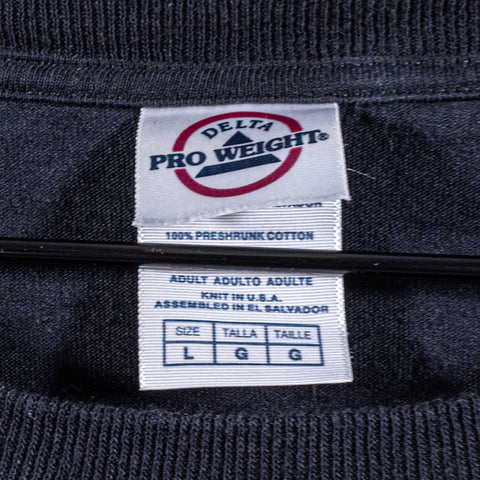 DELTA
PRO WEIGHT®
100% PRESHRUNK COTTON
ADULT ADULTO ADULTE
KNIT IN U.S.A.
ASSEMBLED IN EL SALVADOR
SIZE TALLA TAILLE
L G G